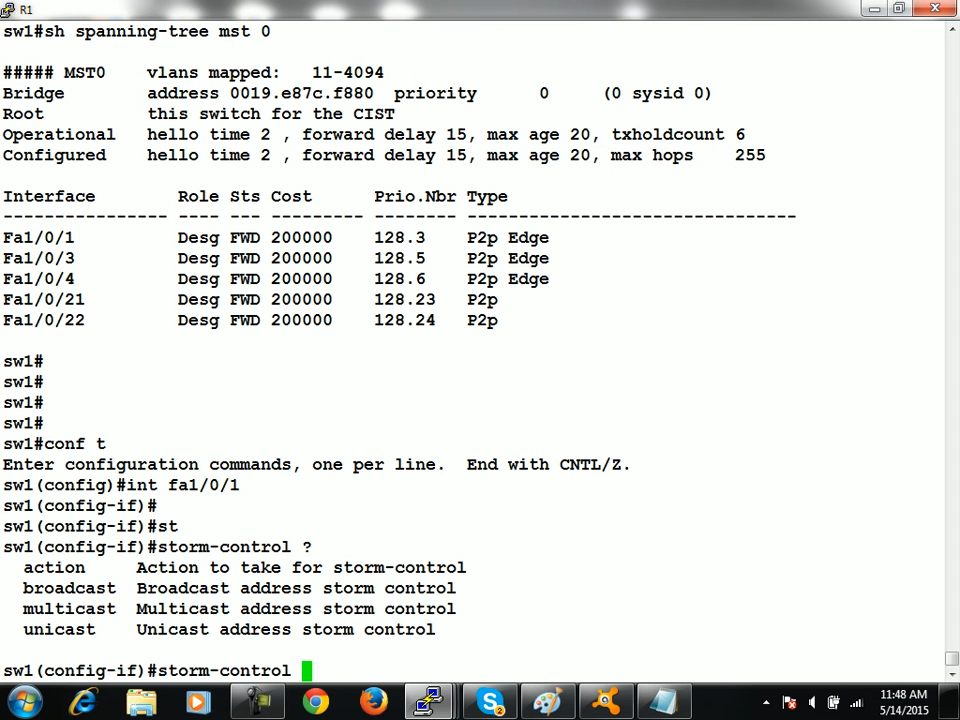 R1
sw1#sh spanning-tree mst 0
##### MST0    vlans mapped:   11-4094
Bridge        address 0019.e87c.f880  priority      0     (0 sysid 0)
Root          this switch for the CIST
Operational   hello time 2 , forward delay 15, max age 20, txholdcount 6
Configured    hello time 2 , forward delay 15, max age 20, max hops    255
Interface        Role Sts Cost      Prio.Nbr Type
---------------- ---- --- --------- -------- --------------------------------
Fa1/0/1          Desg FWD 200000    128.3    P2p Edge
Fa1/0/3          Desg FWD 200000    128.5    P2p Edge
Fa1/0/4          Desg FWD 200000    128.6    P2p Edge
Fa1/0/21         Desg FWD 200000    128.23   P2p
Fa1/0/22         Desg FWD 200000    128.24   P2p
sw1#
sw1#
sw1#
sw1#
sw1#conf t
Enter configuration commands, one per line.  End with CNTL/Z.
sw1(config)#int fa1/0/1
sw1(config-if)#
sw1(config-if)#st
sw1(config-if)#storm-control ?
  action     Action to take for storm-control
  broadcast  Broadcast address storm control
  multicast  Multicast address storm control
  unicast    Unicast address storm control
sw1(config-if)#storm-control
11:48 AM
5/14/2015